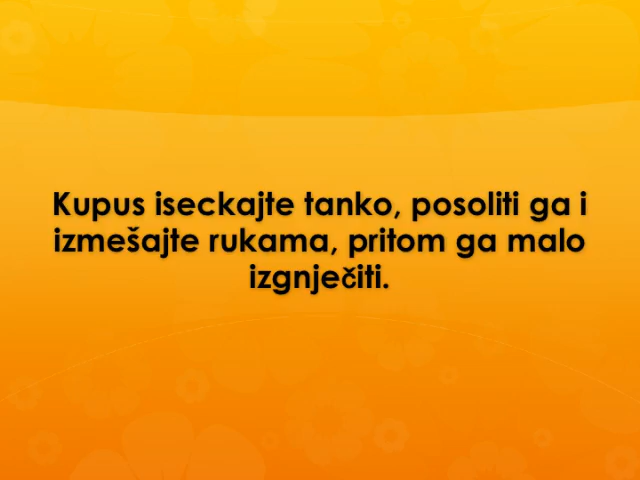 Kupus iseckajte tanko, posoliti ga i
izmešajte rukama, pritom ga malo
izgnječiti.